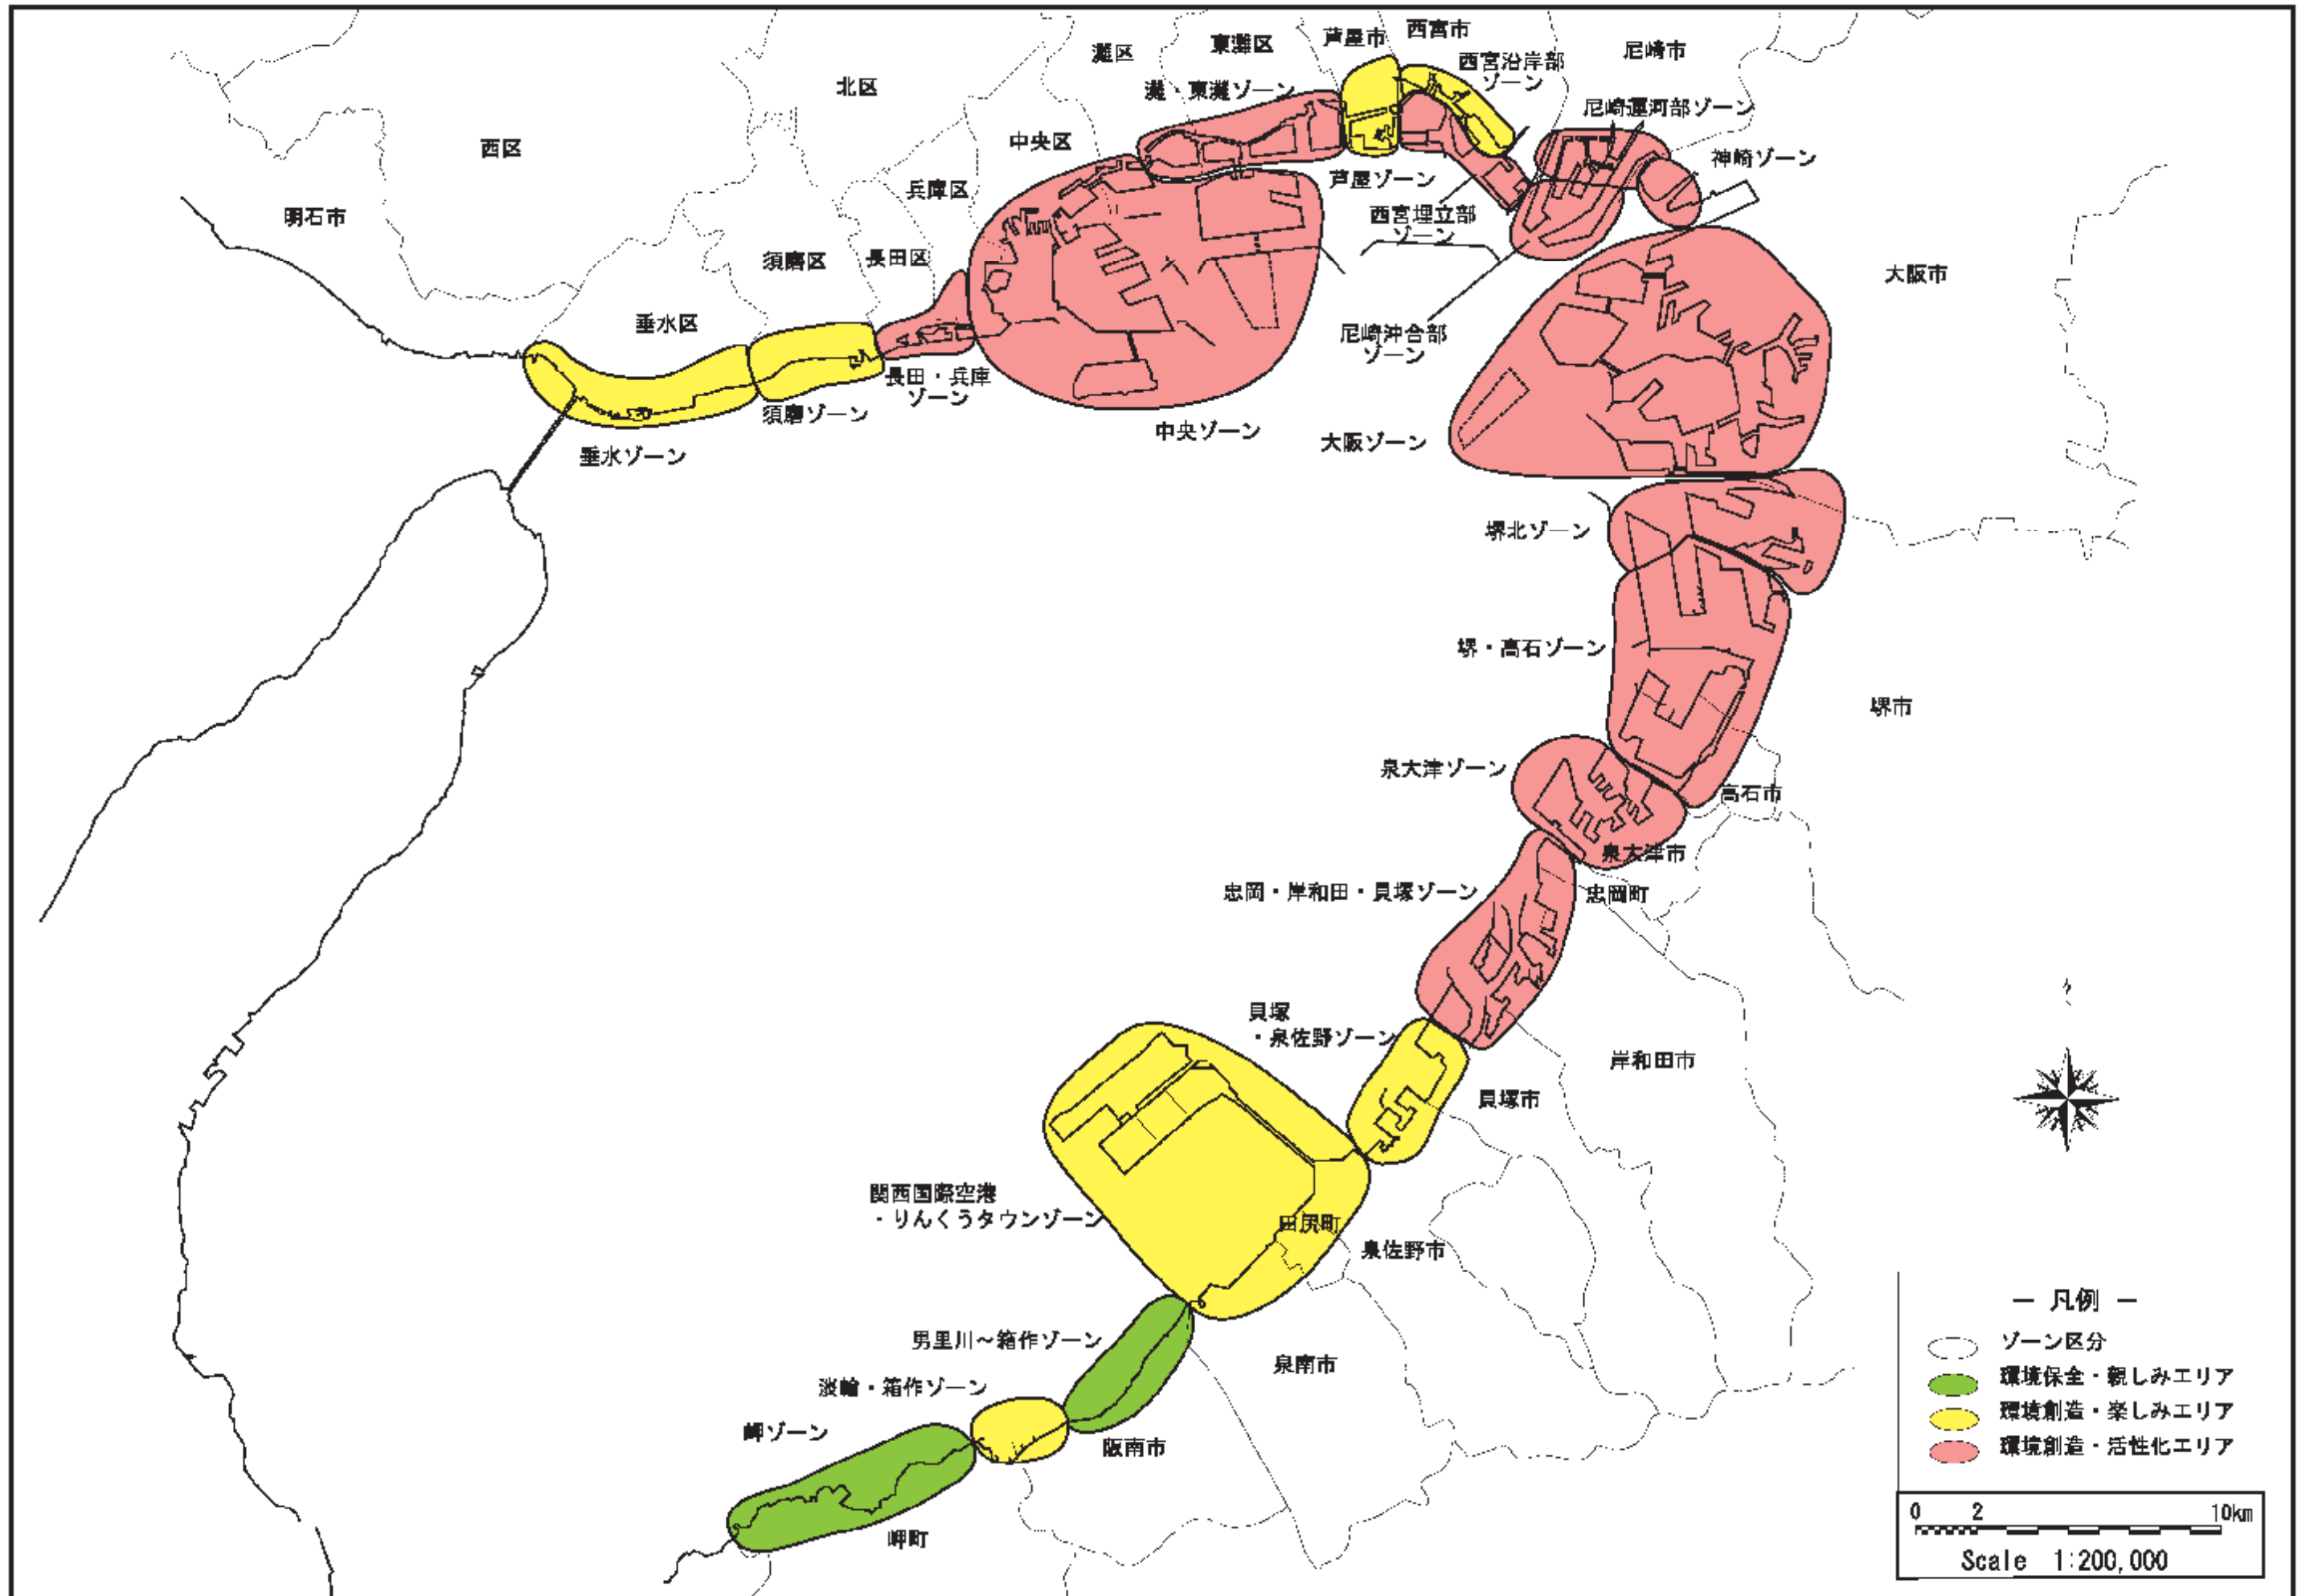 西宮市
芦屋市
東灘区
灘区
尼崎市
西宮沿岸部
ゾーン
北区
灘・東灘ゾーン
尼崎運河部ゾーン
中央区
西区
神崎ゾーン
芦屋ゾーン
兵庫区
明石市
西宮埋立部
ゾーン
須磨区
長田区
大阪市
垂水区
尼崎沖合部
ゾーン
長田・兵庫
ゾーン
須磨ゾーン
中央ゾーン
大阪ゾーン
垂水ゾーン
堺北ゾーン
堺・高石ゾーン
堺市
泉大津ゾーン
高石市
泉大津市
忠岡・岸和田・貝塚ゾーン
忠岡町
貝塚
・泉佐野ゾーン
岸和田市
貝塚市
関西国際空港
・りんくうタウンゾーン
田尻町
泉佐野市
男里川~箱作ゾーン
泉南市
淡輪・箱作ゾーン
岬ゾーン
阪南市
岬町
― 凡例 ―
ゾーン区分
環境保全・親しみエリア
環境創造・楽しみエリア
環境創造・活性化エリア
0 2 10km
Scale 1:200,000